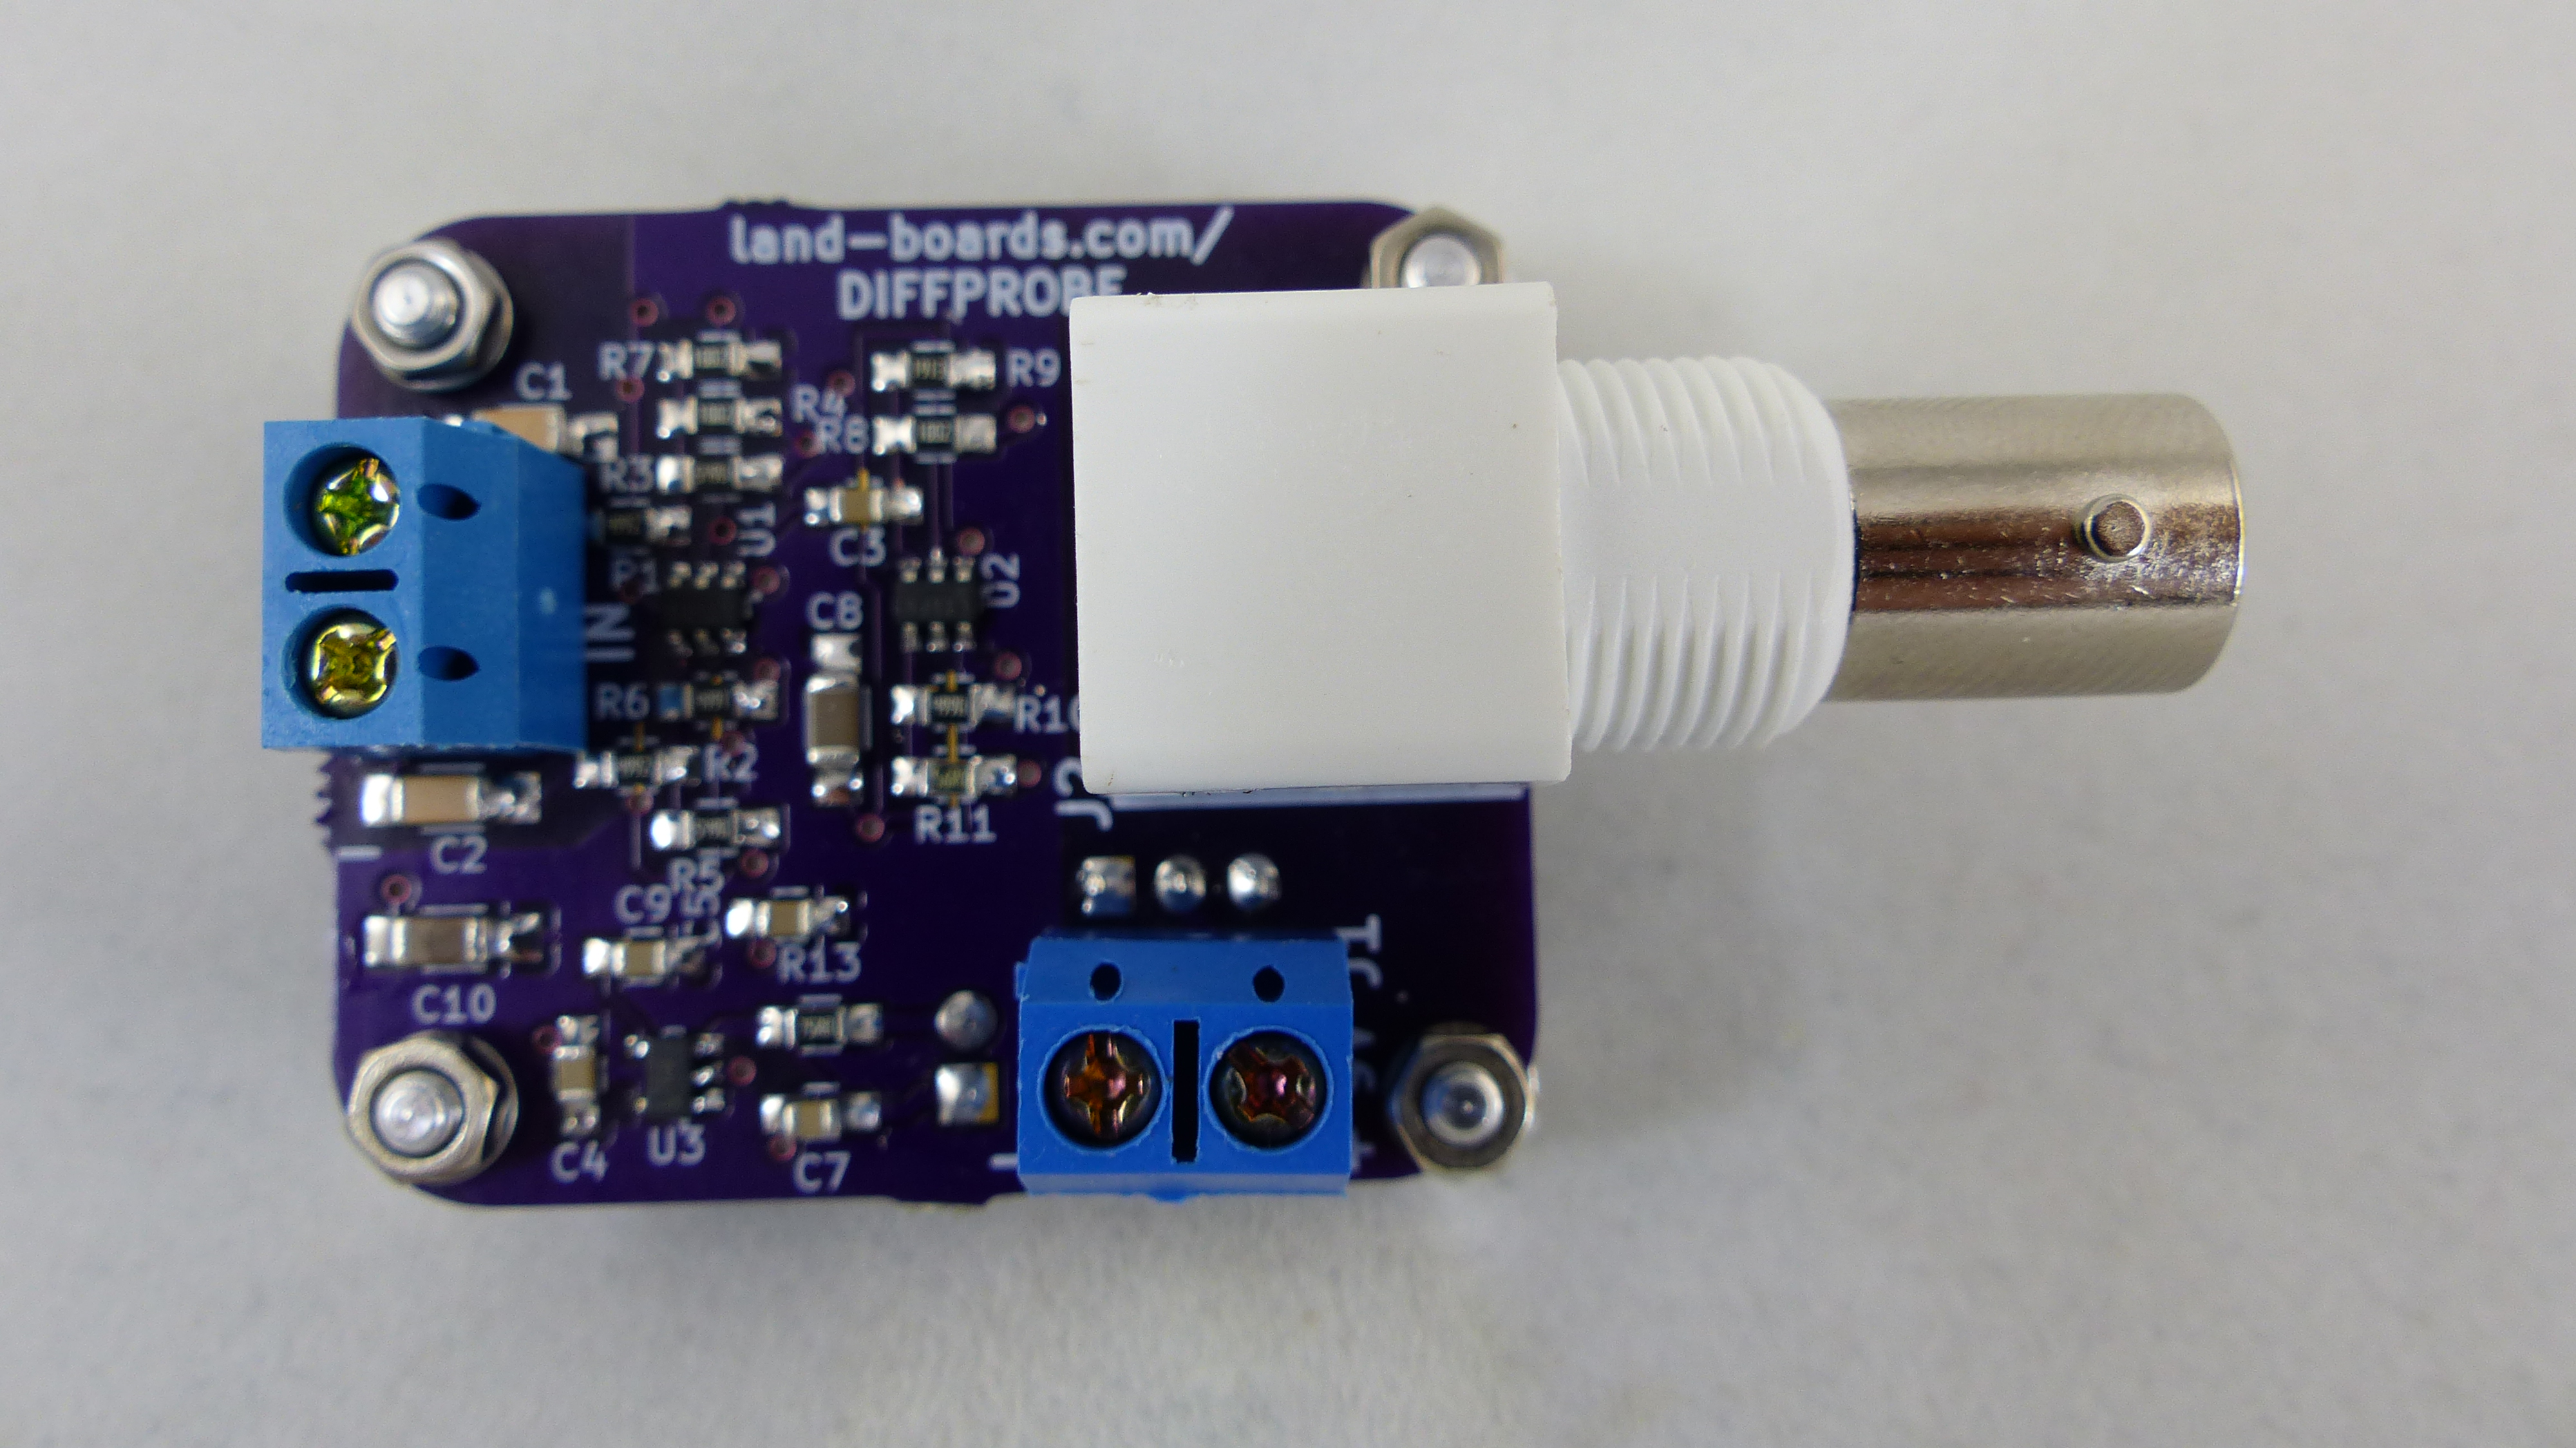 land-boards.com/
DIFFPROBE
C1
R7
R9
R4
R8
R3
U1
C3
U2
C8
IN
R6
R10
R2
J2
C2
R11
R5
C9
R13
J1
C10
C4
U3
C7